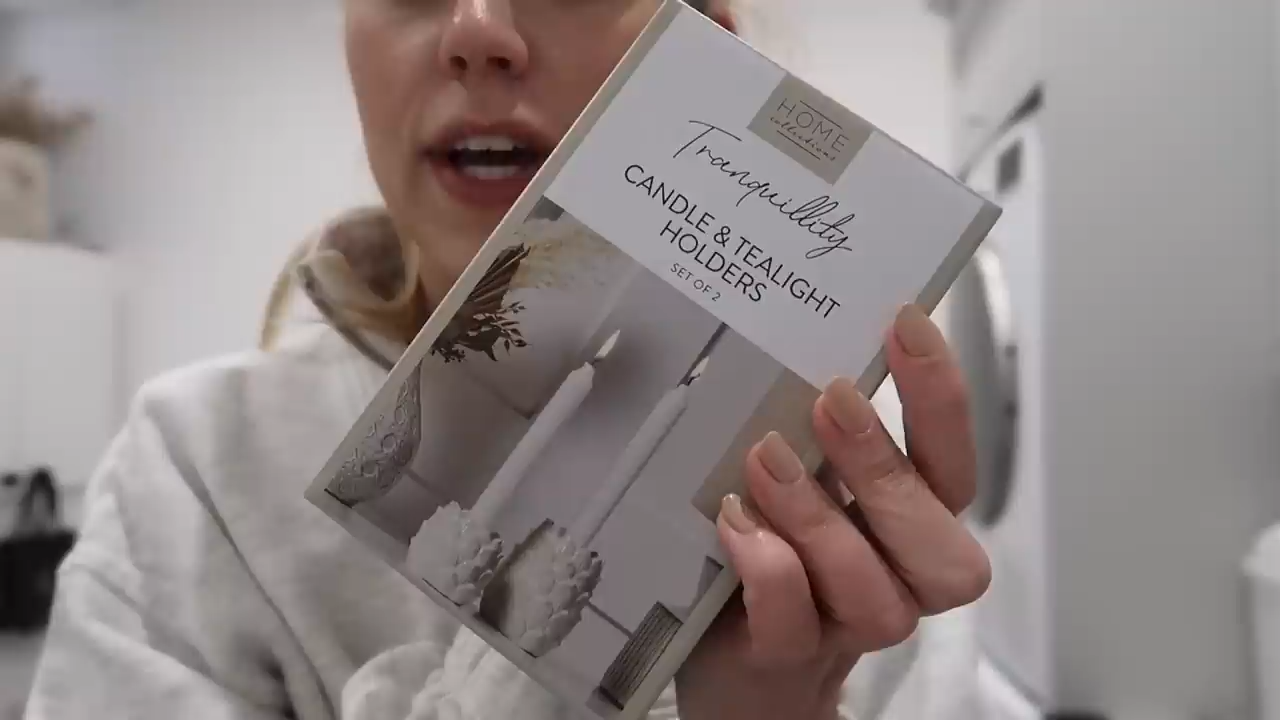 HOME
collections
Tranquillity
CANDLE & TEALIGHT
HOLDERS
SET OF 2